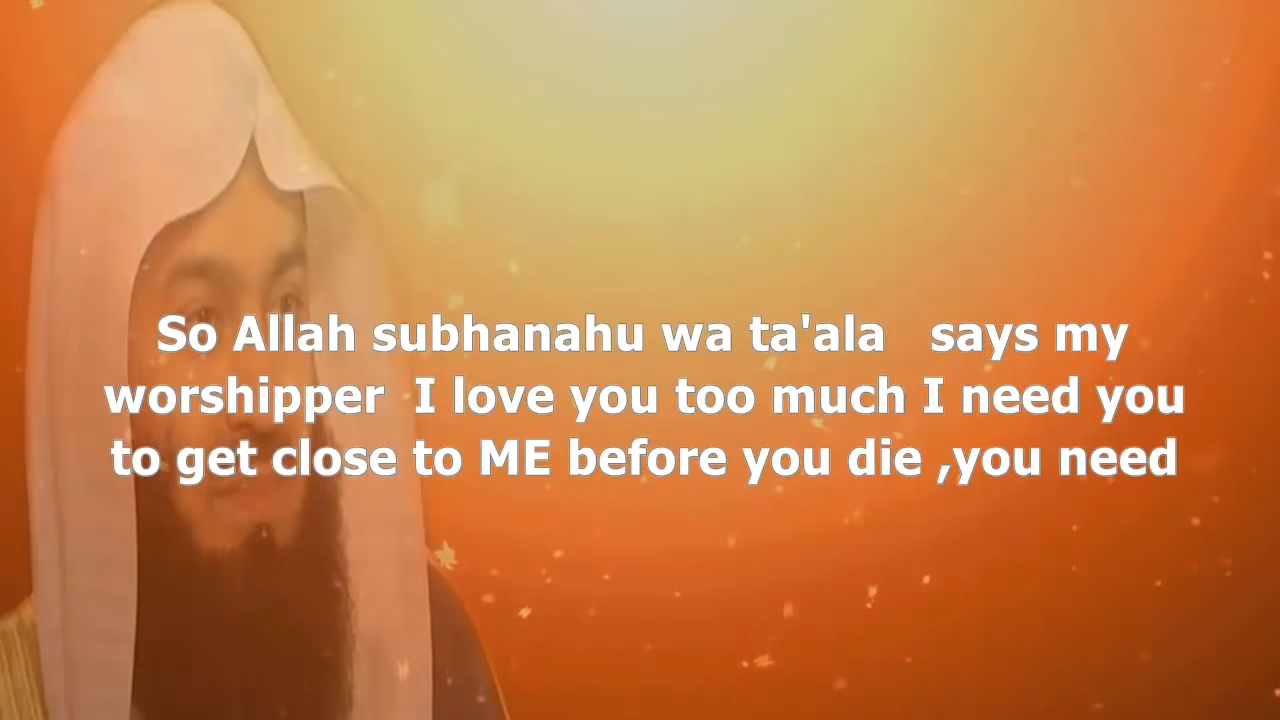 So Allah subhanahu wa ta'ala   says my
worshipper  I love you too much I need you
to get close to ME before you die ,you need